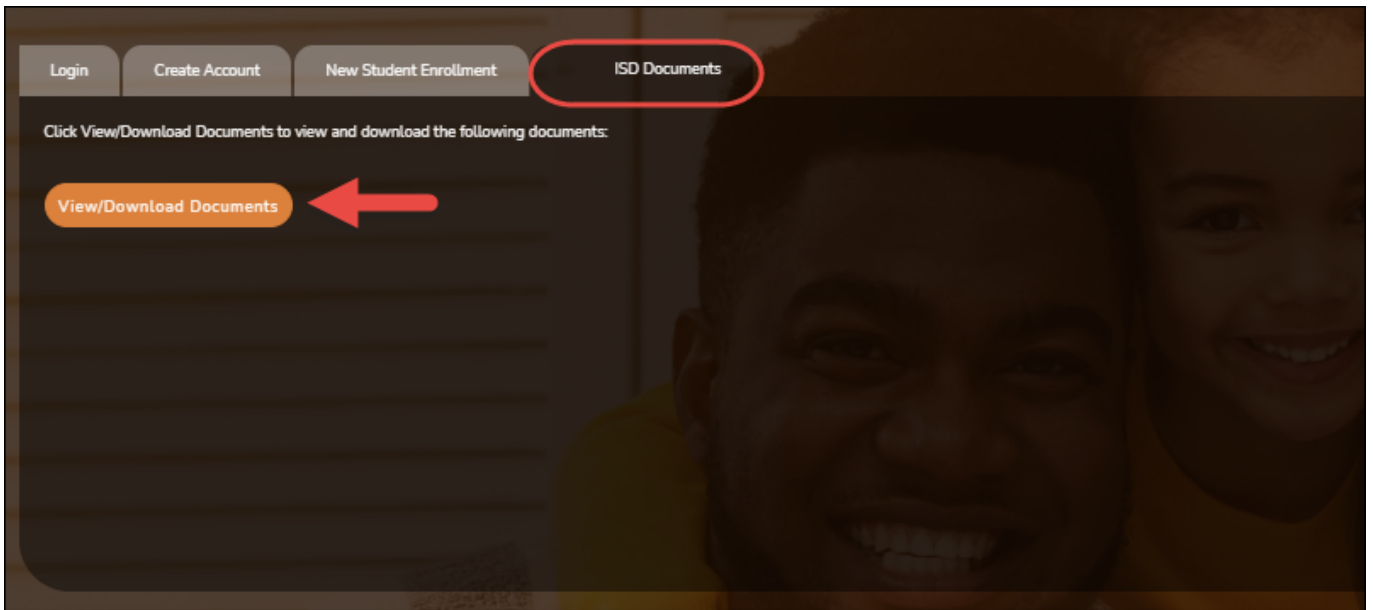 Login Create Account New Student Enrollment ISD Documents
Click View/Download Documents to view and download the following documents:
View/Download Documents